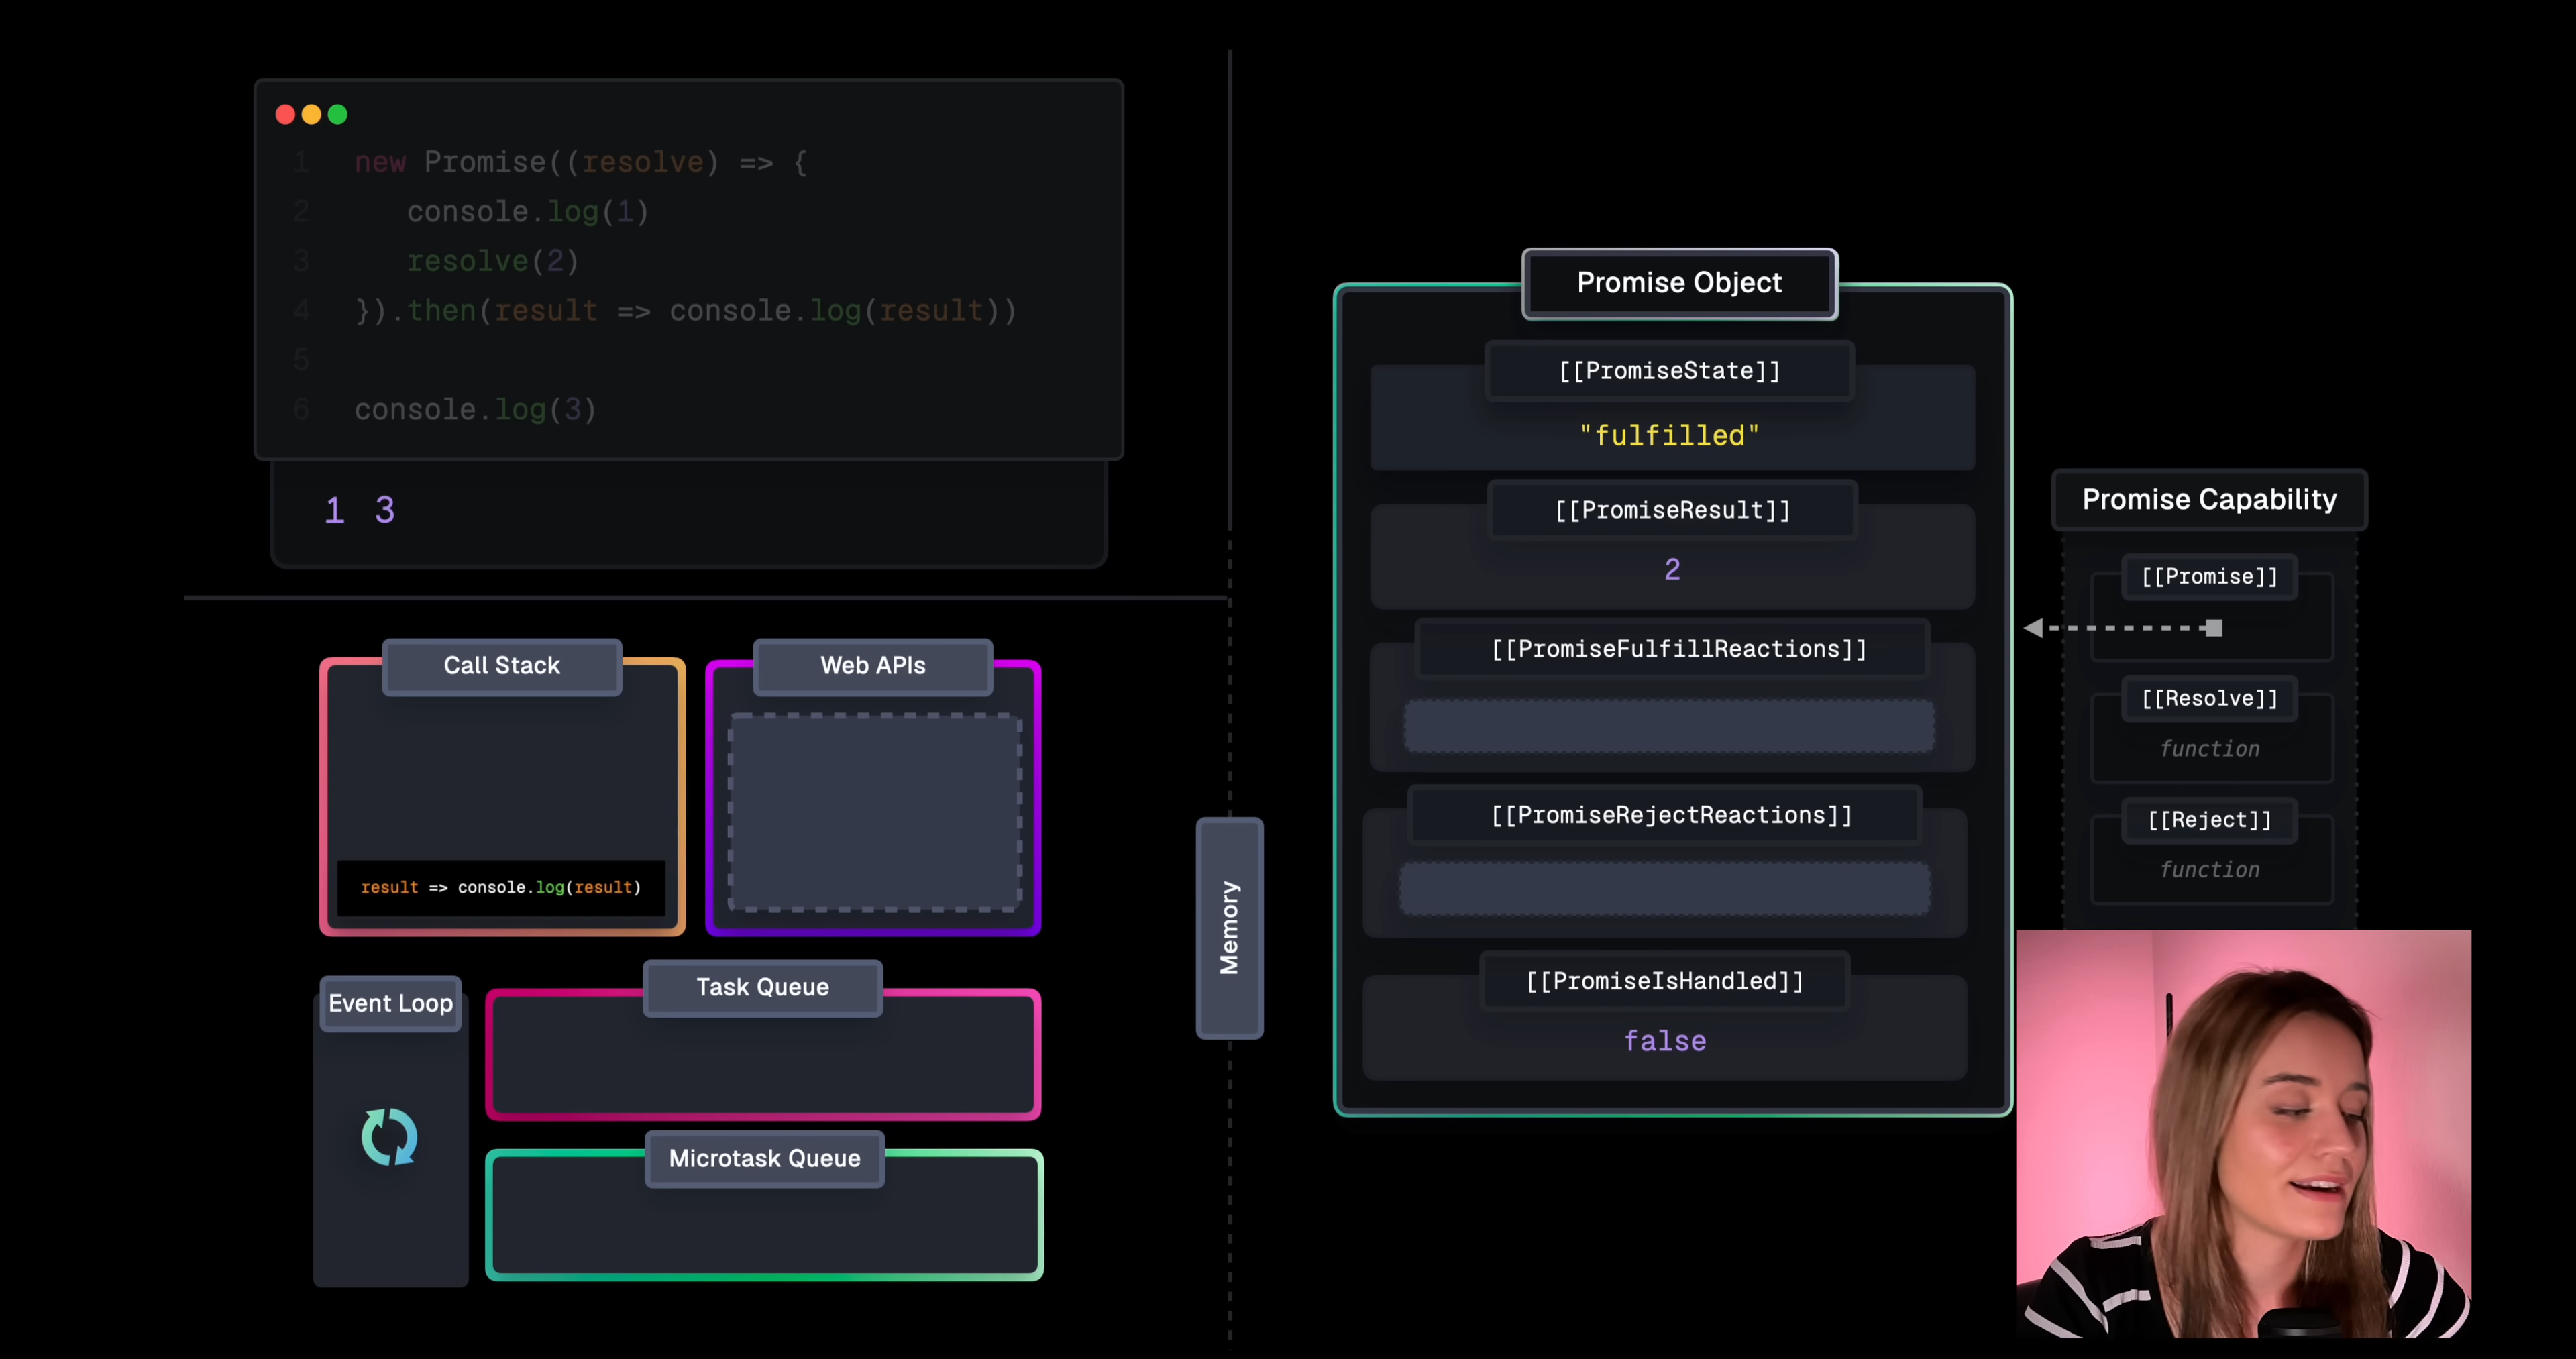 1 new Promise((resolve) => {
2 console.log(1)
3 resolve(2)
4 }).then(result => console.log(result))
5
6 console.log(3)
1 3
Call Stack
result => console.log(result)
Web APIs
Event Loop
Task Queue
Microtask Queue
Memory
Promise Object
[[PromiseState]]
"fulfilled"
[[PromiseResult]]
2
[[PromiseFulfillReactions]]
[[PromiseRejectReactions]]
[[PromiseIsHandled]]
false
Promise Capability
[[Promise]]
[[Resolve]]
function
[[Reject]]
function